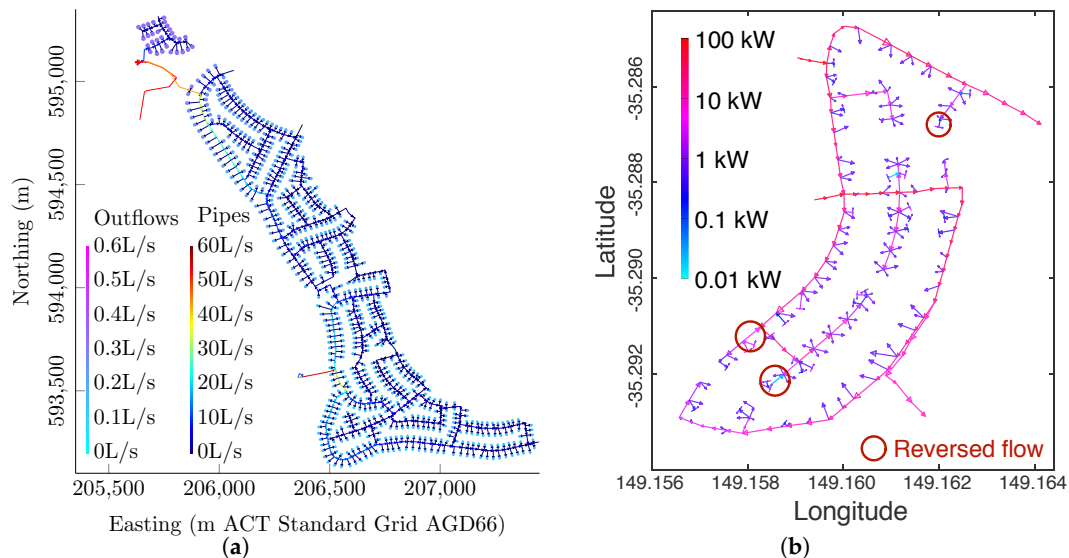 595,000
594,500
594,000
593,500
Northing (m)
Outflows
0.6L/s
0.5L/s
0.4L/s
0.3L/s
0.2L/s
0.1L/s
0L/s
Pipes
60L/s
50L/s
40L/s
30L/s
20L/s
10L/s
0L/s
205,500 206,000 206,500 207,000
Easting (m ACT Standard Grid AGD66)
(a)
100 kW
10 kW
1 kW
0.1 kW
0.01 kW
Latitude
-35.286
-35.288
-35.290
-35.292
Reversed flow
149.156 149.158 149.160 149.162 149.164
Longitude
(b)